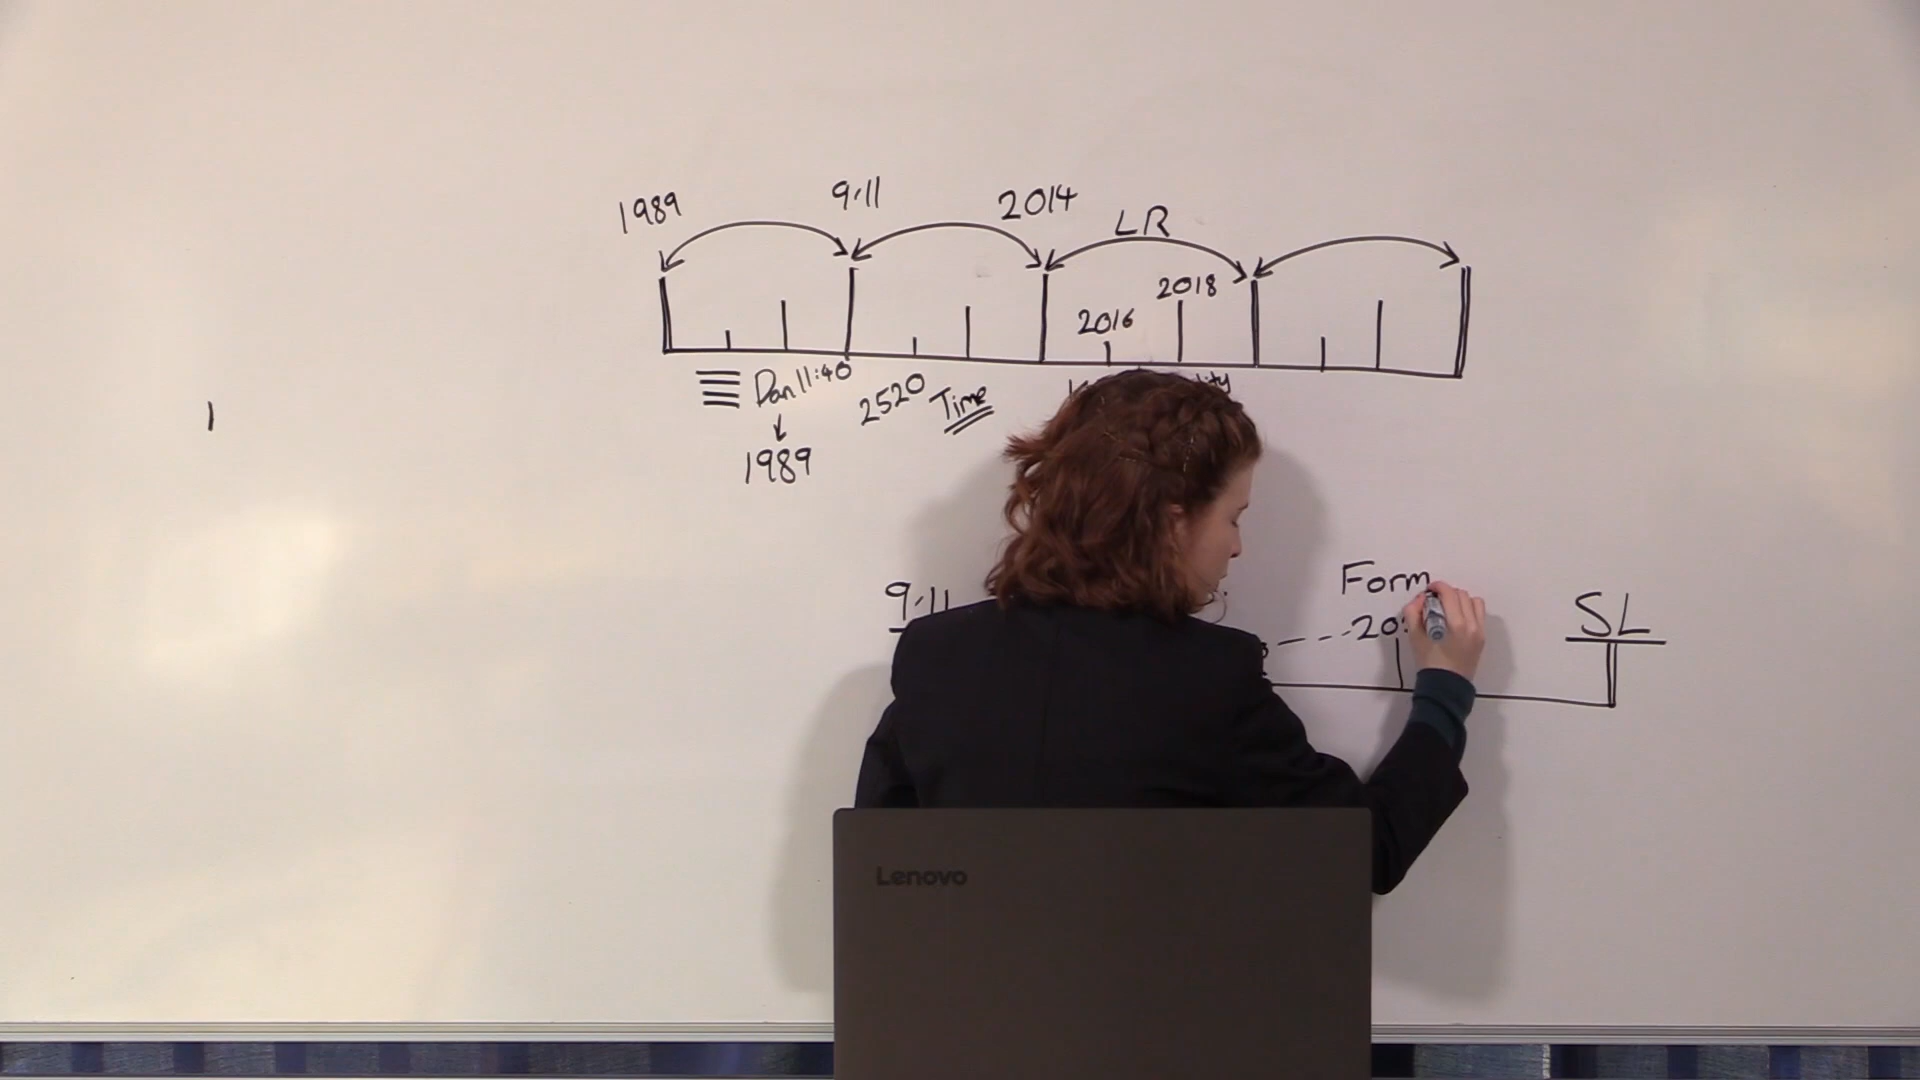 1989
9·11
2014
LR
2016
2018
Dan 11:40
2520 Time
1989
9·11
Form
SL
Lenovo